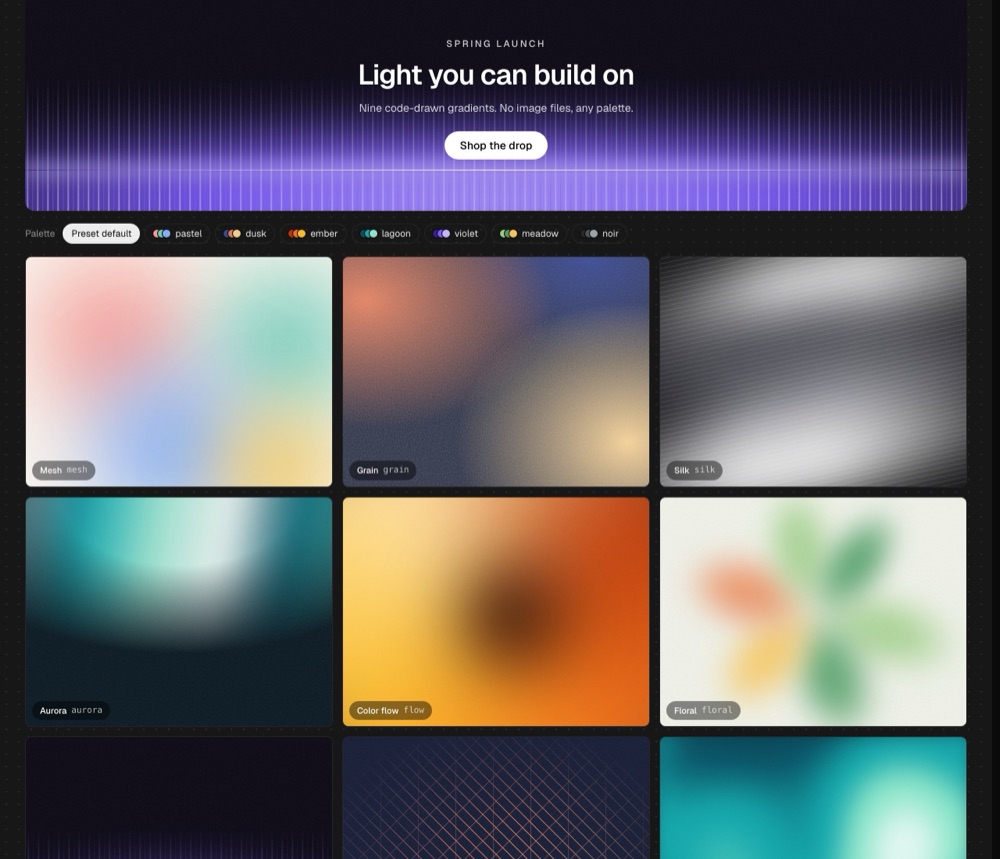 SPRING LAUNCH
Light you can build on
Nine code-drawn gradients. No image files, any palette.
Shop the drop
Palette Preset default pastel dusk ember lagoon violet meadow noir
Mesh mesh
Grain grain
Silk silk
Aurora aurora
Color flow flow
Floral floral